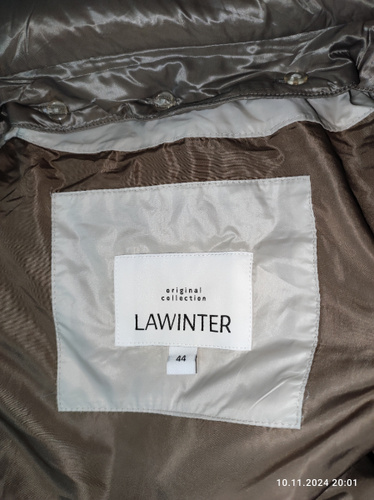 original
collection
LAWINTER
44
10.11.2024 20:01